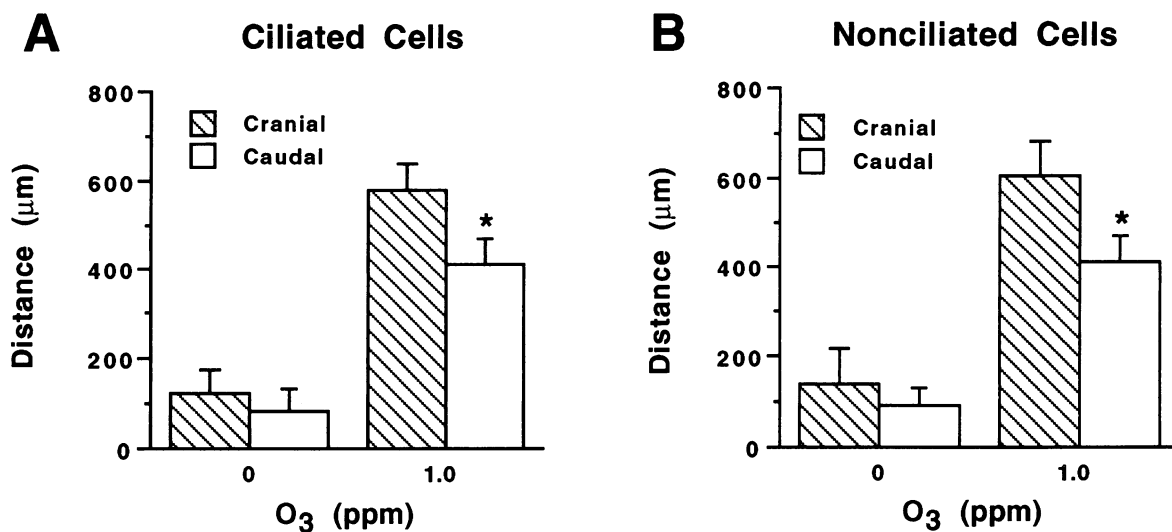 A Ciliated Cells
800
600
400
200
0
Distance (μm)
Cranial
Caudal
*
0 1.0
O3 (ppm)
B Nonciliated Cells
800
600
400
200
0
Distance (μm)
Cranial
Caudal
*
0 1.0
O3 (ppm)